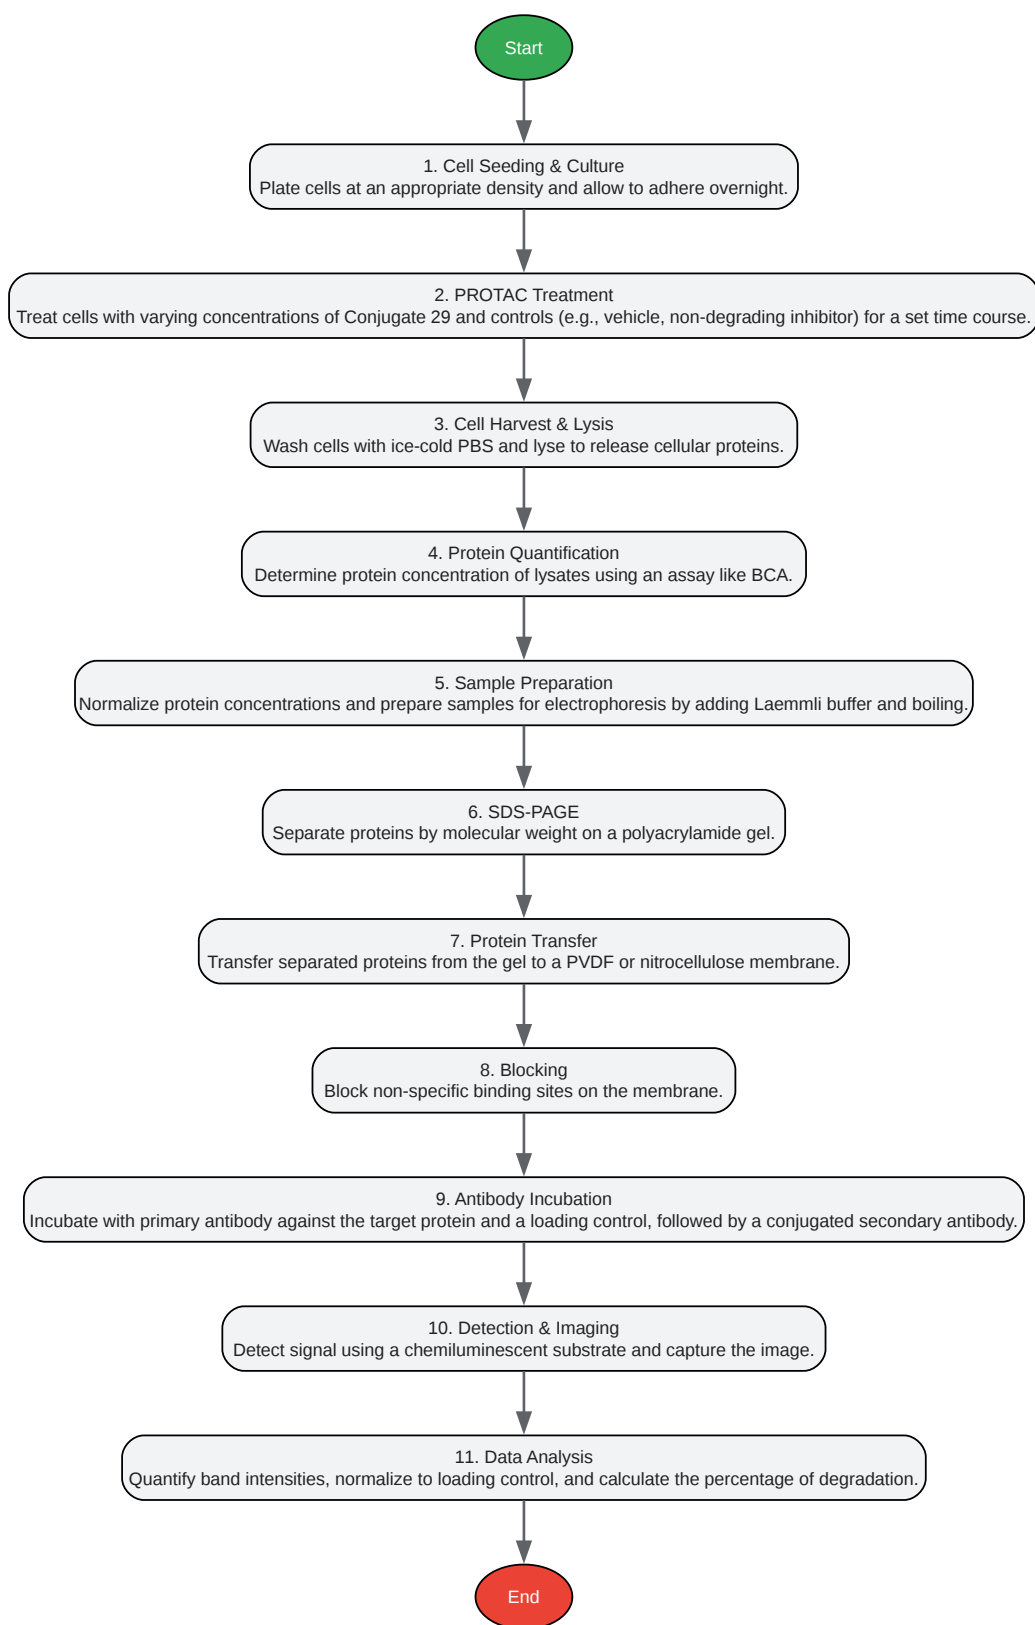 Start
1. Cell Seeding & Culture
Plate cells at an appropriate density and allow to adhere overnight.
2. PROTAC Treatment
Treat cells with varying concentrations of Conjugate 29 and controls (e.g., vehicle, non-degrading inhibitor) for a set time course.
3. Cell Harvest & Lysis
Wash cells with ice-cold PBS and lyse to release cellular proteins.
4. Protein Quantification
Determine protein concentration of lysates using an assay like BCA.
5. Sample Preparation
Normalize protein concentrations and prepare samples for electrophoresis by adding Laemmli buffer and boiling.
6. SDS-PAGE
Separate proteins by molecular weight on a polyacrylamide gel.
7. Protein Transfer
Transfer separated proteins from the gel to a PVDF or nitrocellulose membrane.
8. Blocking
Block non-specific binding sites on the membrane.
9. Antibody Incubation
Incubate with primary antibody against the target protein and a loading control, followed by a conjugated secondary antibody.
10. Detection & Imaging
Detect signal using a chemiluminescent substrate and capture the image.
11. Data Analysis
Quantify band intensities, normalize to loading control, and calculate the percentage of degradation.
End